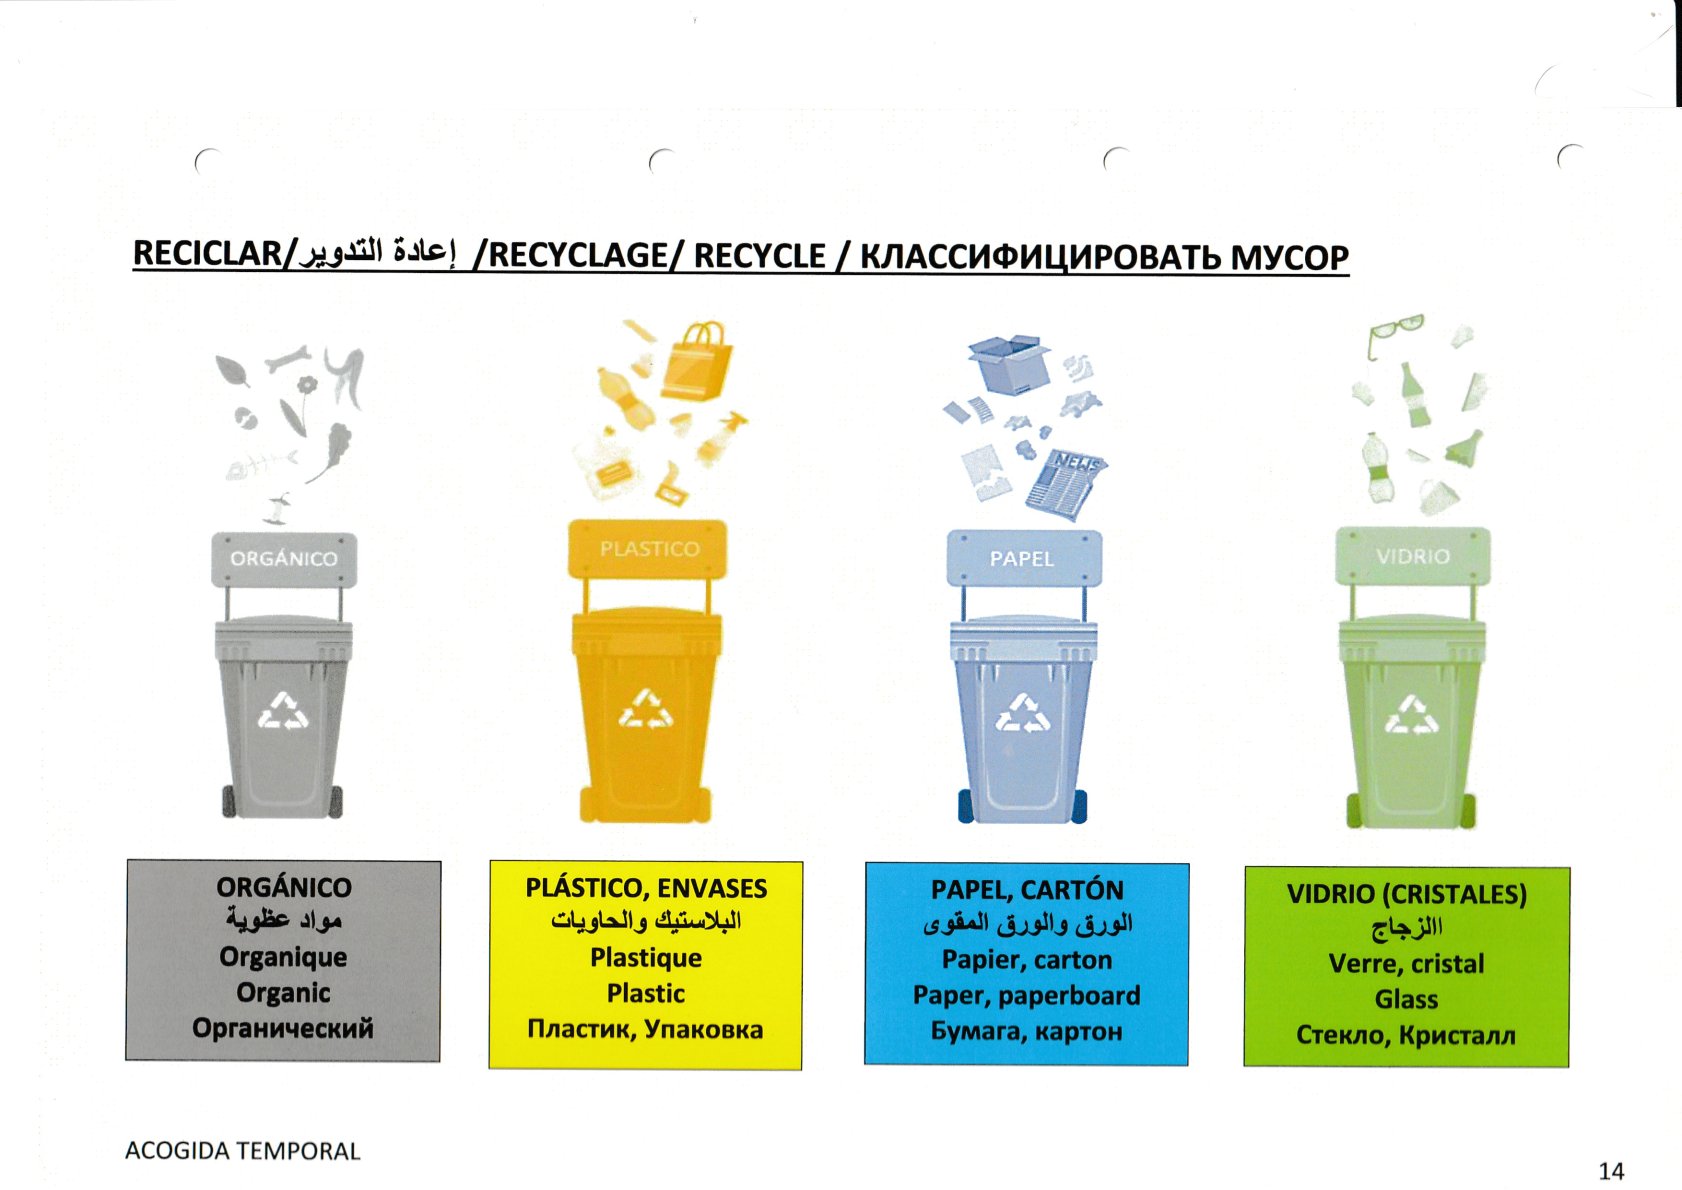 RECICLAR/إعادة التدوير /RECYCLAGE/ RECYCLE / КЛАССИФИЦИРОВАТЬ МУСОР
NEWS
ORGÁNICO
PLASTICO
PAPEL
VIDRIO
ORGÁNICO
مواد عظوية
Organique
Organic
Органический
PLÁSTICO, ENVASES
البلاستيك والحاويات
Plastique
Plastic
Пластик, Упаковка
PAPEL, CARTÓN
الورق والورق المقوى
Papier, carton
Paper, paperboard
Бумага, картон
VIDRIO (CRISTALES)
االزجاج
Verre, cristal
Glass
Стекло, Кристалл
ACOGIDA TEMPORAL
14